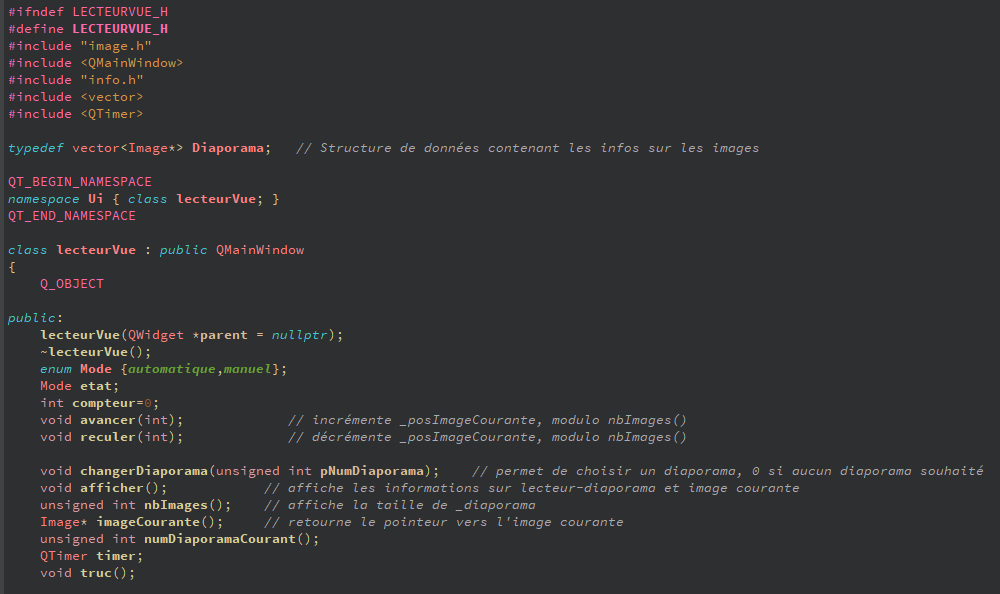 #ifndef LECTEURVUE_H
#define LECTEURVUE_H
#include "image.h"
#include <QMainWindow>
#include "info.h"
#include <vector>
#include <QTimer>

typedef vector<Image*> Diaporama;   // Structure de données contenant les infos sur les images

QT_BEGIN_NAMESPACE
namespace Ui { class lecteurVue; }
QT_END_NAMESPACE

class lecteurVue : public QMainWindow
{
    Q_OBJECT

public:
    lecteurVue(QWidget *parent = nullptr);
    ~lecteurVue();
    enum Mode {automatique,manuel};
    Mode etat;
    int compteur=0;
    void avancer(int);             // incrémente _posImageCourante, modulo nbImages()
    void reculer(int);             // décrémente _posImageCourante, modulo nbImages()

    void changerDiaporama(unsigned int pNumDiaporama);    // permet de choisir un diaporama, 0 si aucun diaporama souhaité
    void afficher();            // affiche les informations sur lecteur-diaporama et image courante
    unsigned int nbImages();    // affiche la taille de _diaporama
    Image* imageCourante();     // retourne le pointeur vers l'image courante
    unsigned int numDiaporamaCourant();
    QTimer timer;
    void truc();